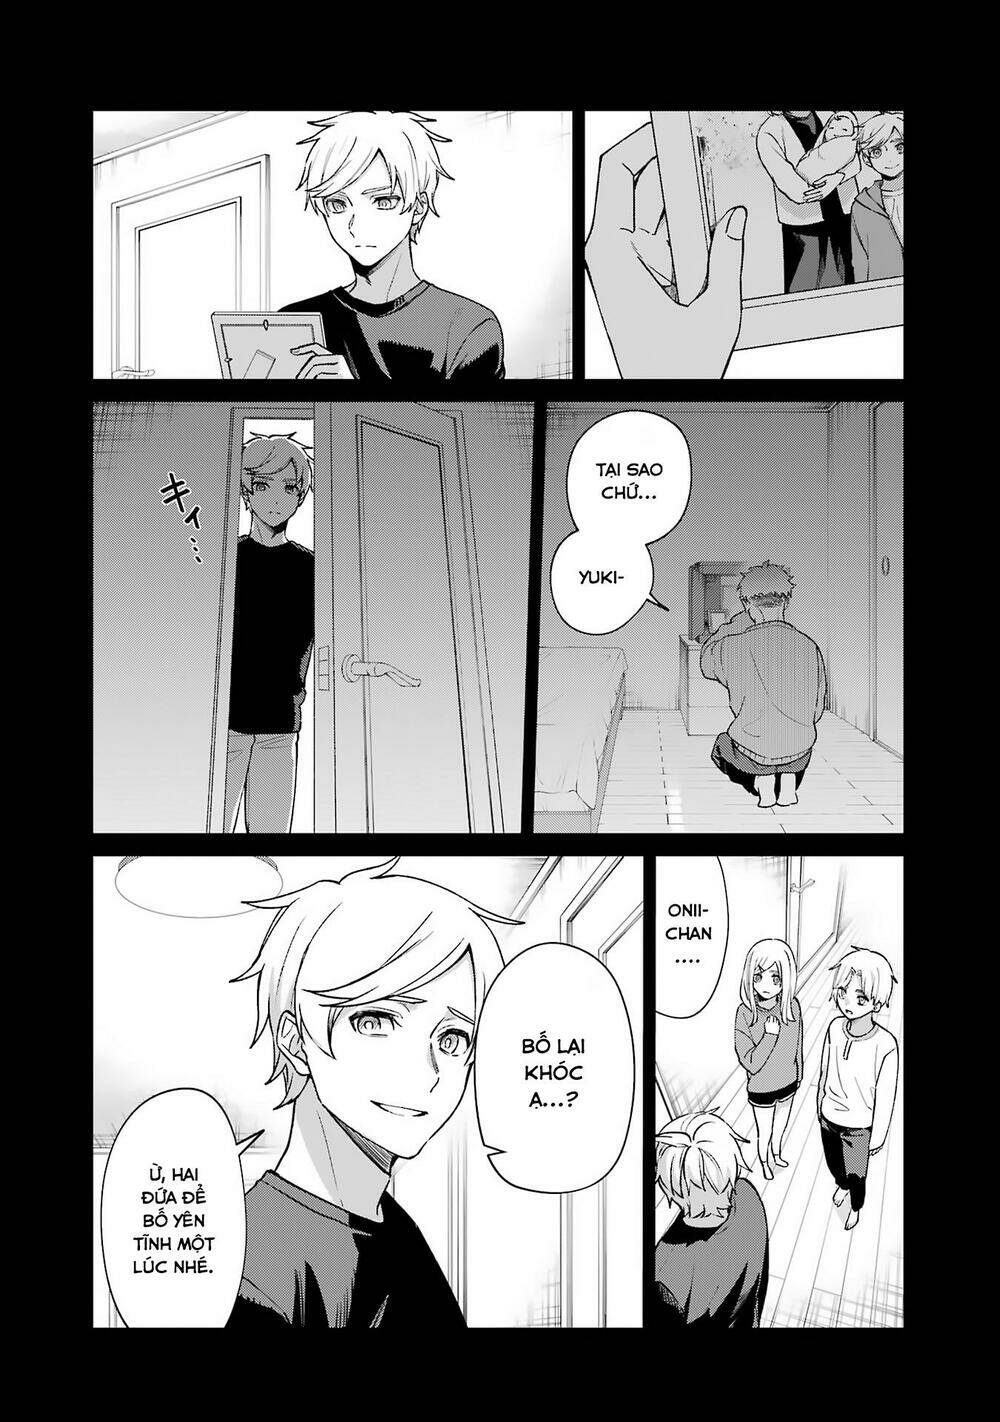 TẠI SAO
CHỨ...
YUKI-
キィ…
ONII-
CHAN
....
BỐ LẠI
KHÓC
Ạ...?
Ừ, HAI
ĐỨA ĐỂ
BỐ YÊN
TĨNH MỘT
LÚC NHÉ.